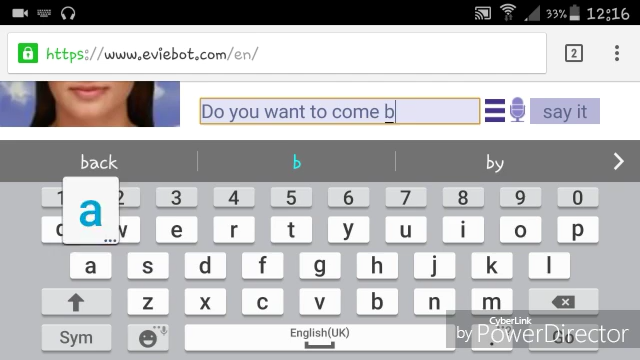 33% 12:16
https://www.eviebot.com/en/
2
Do you want to come b
say it
back b by
1 2 3 4 5 6 7 8 9 0
a
w e r t y u i o p
a s d f g h j k l
z x c v b n m
Sym English(UK) Go
CyberLink
by PowerDirector